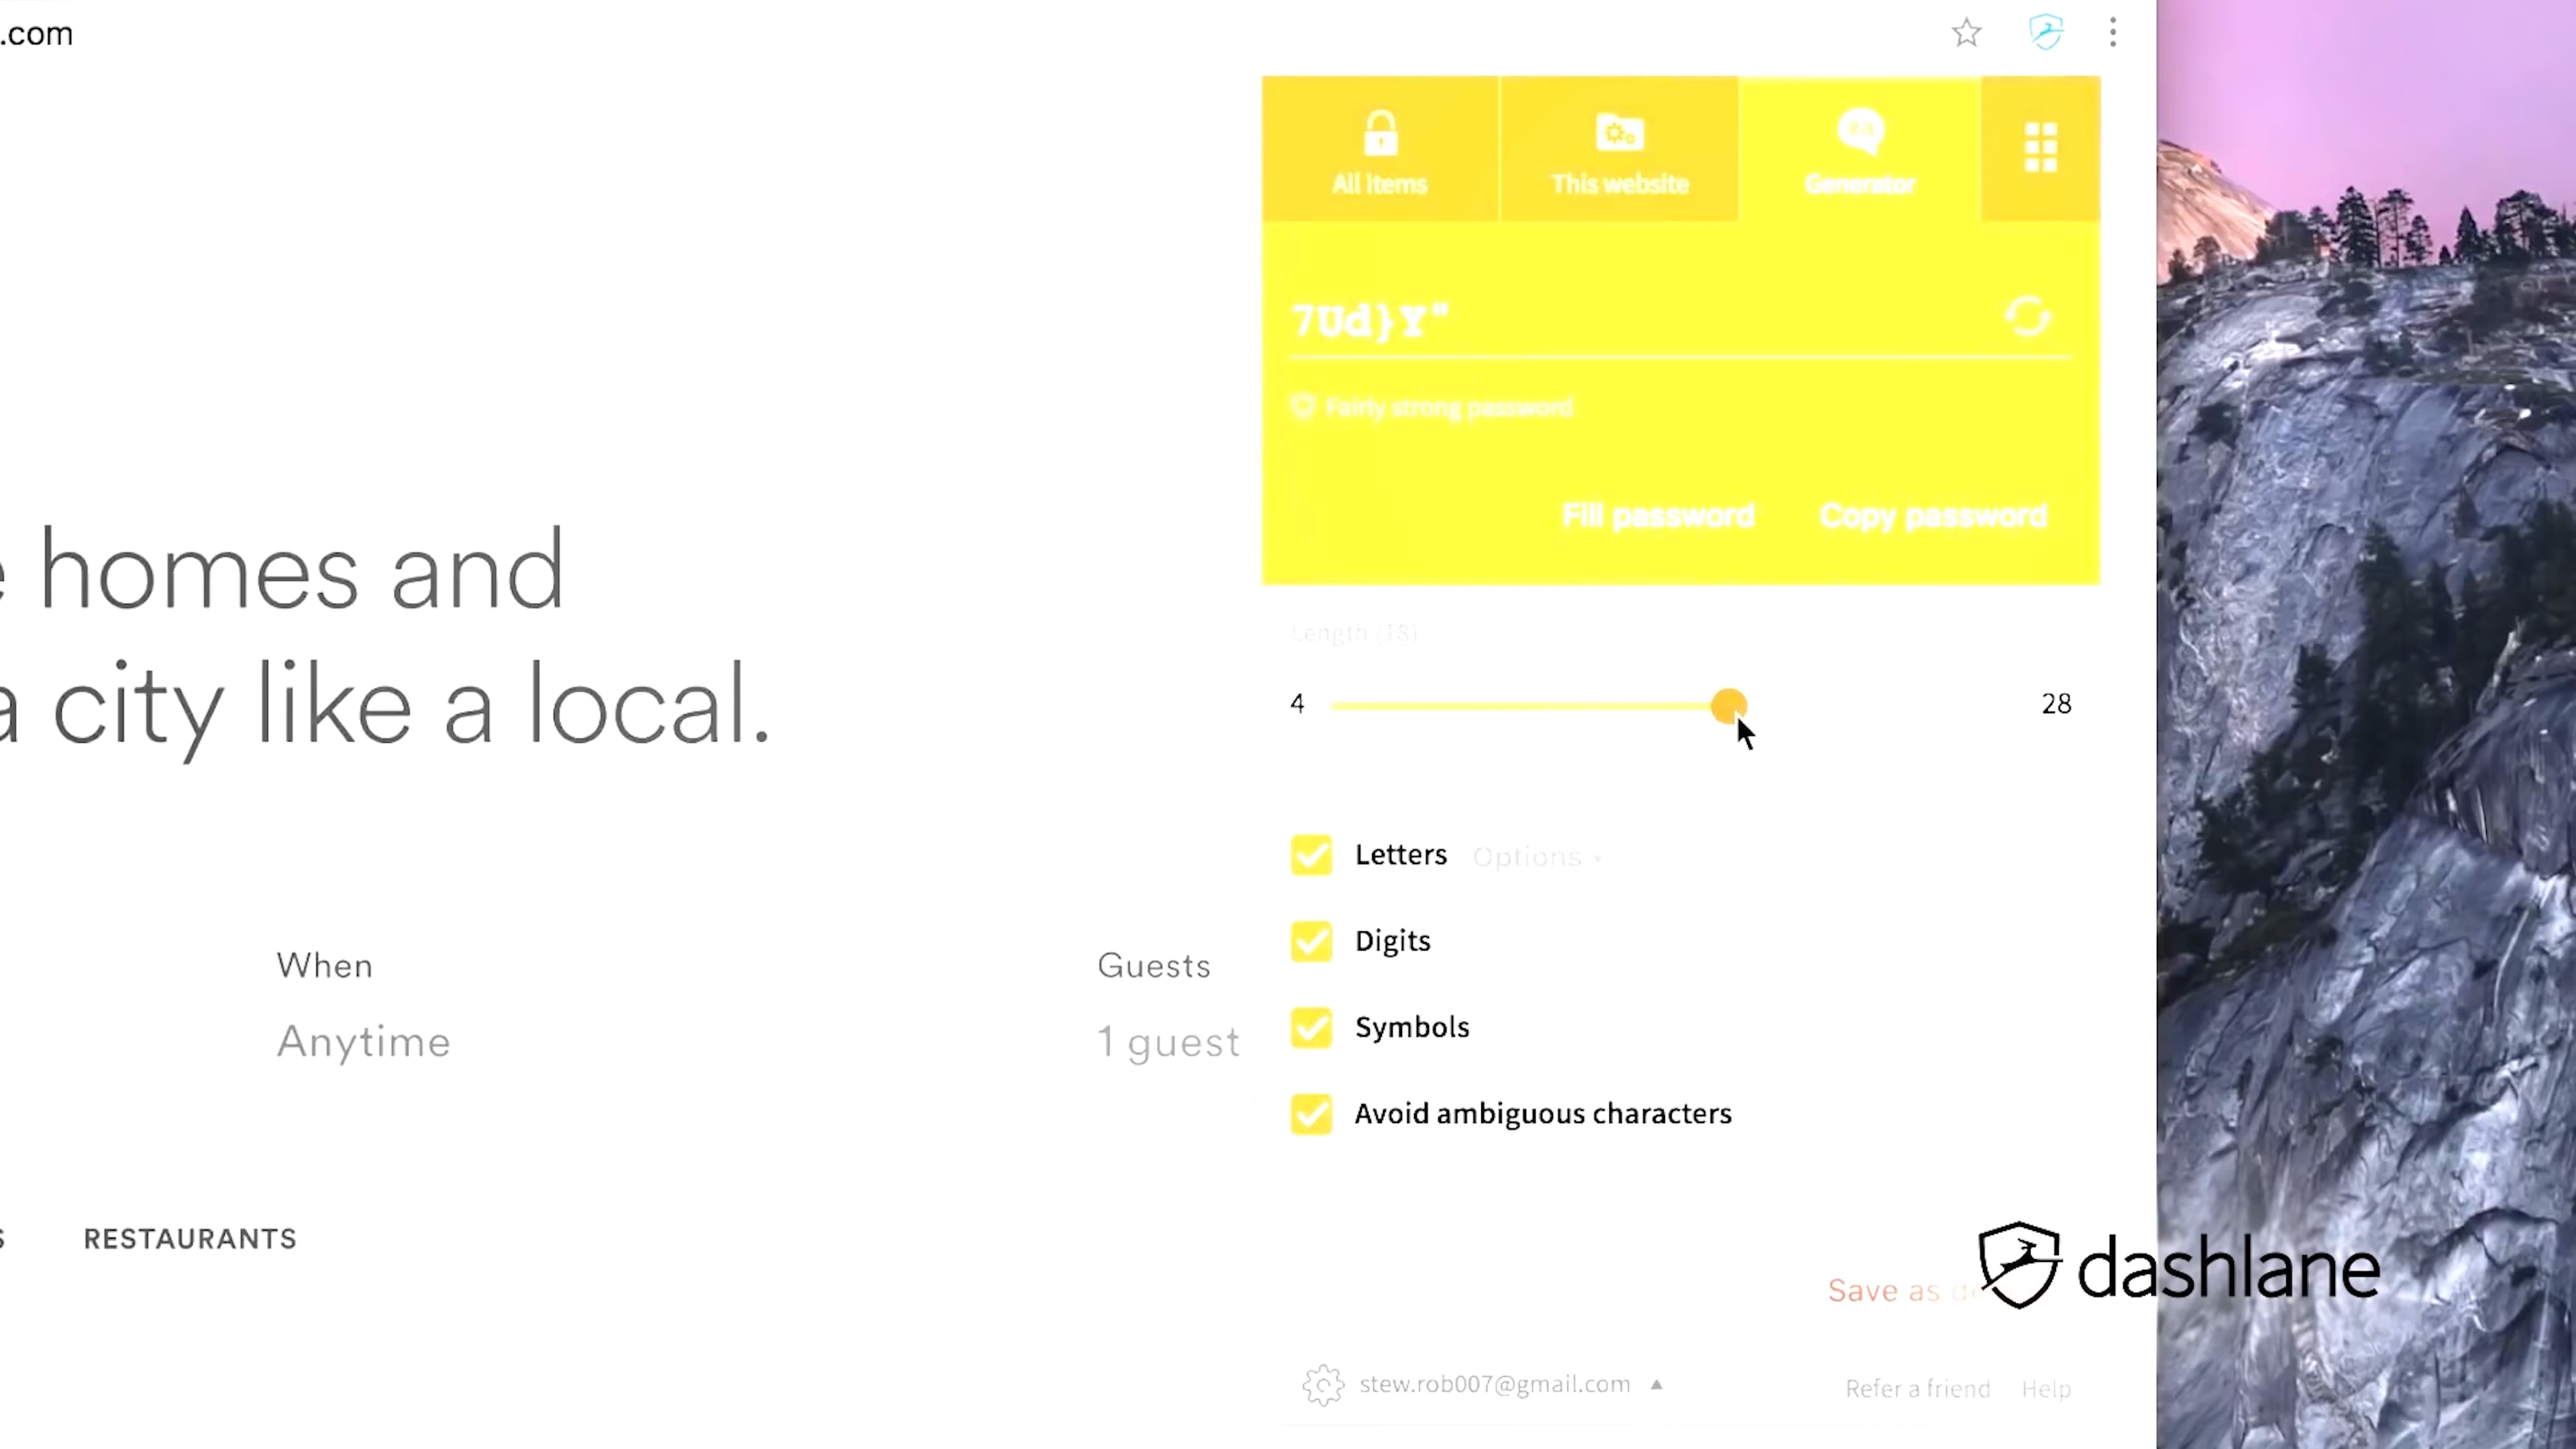 .com
All items
This website
Generator
7Ud}Y"
Fairly strong password
Fill password
Copy password
homes and
a city like a local.
Length (18)
4
28
Letters
Options
Digits
Symbols
Avoid ambiguous characters
When
Guests
Anytime
1 guest
RESTAURANTS
Save as
dashlane
stew.rob007@gmail.com
Refer a friend
Help